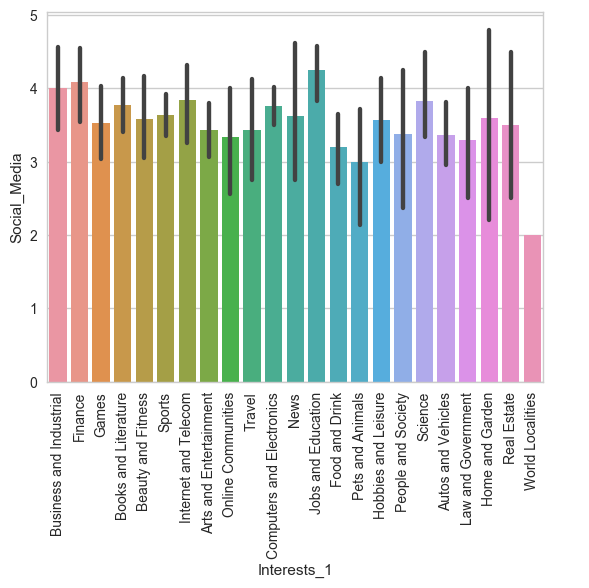 5
4
3
2
1
0
Social_Media
Business and Industrial
Finance
Games
Books and Literature
Beauty and Fitness
Sports
Internet and Telecom
Arts and Entertainment
Online Communities
Travel
Computers and Electronics
News
Jobs and Education
Food and Drink
Pets and Animals
Hobbies and Leisure
People and Society
Science
Autos and Vehicles
Law and Government
Home and Garden
Real Estate
World Localities
Interests_1